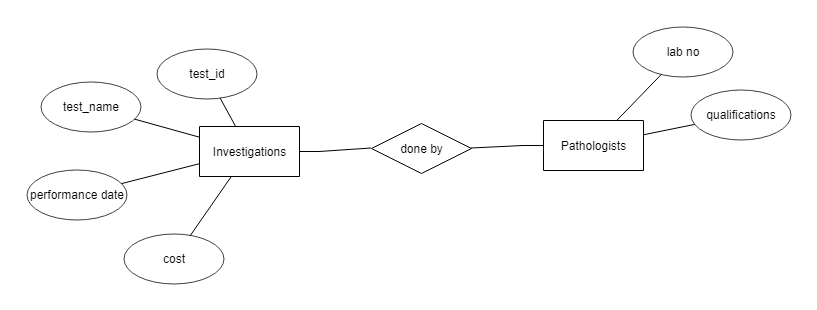 lab no
test_id
test_name
qualifications
Investigations
done by
Pathologists
performance date
cost